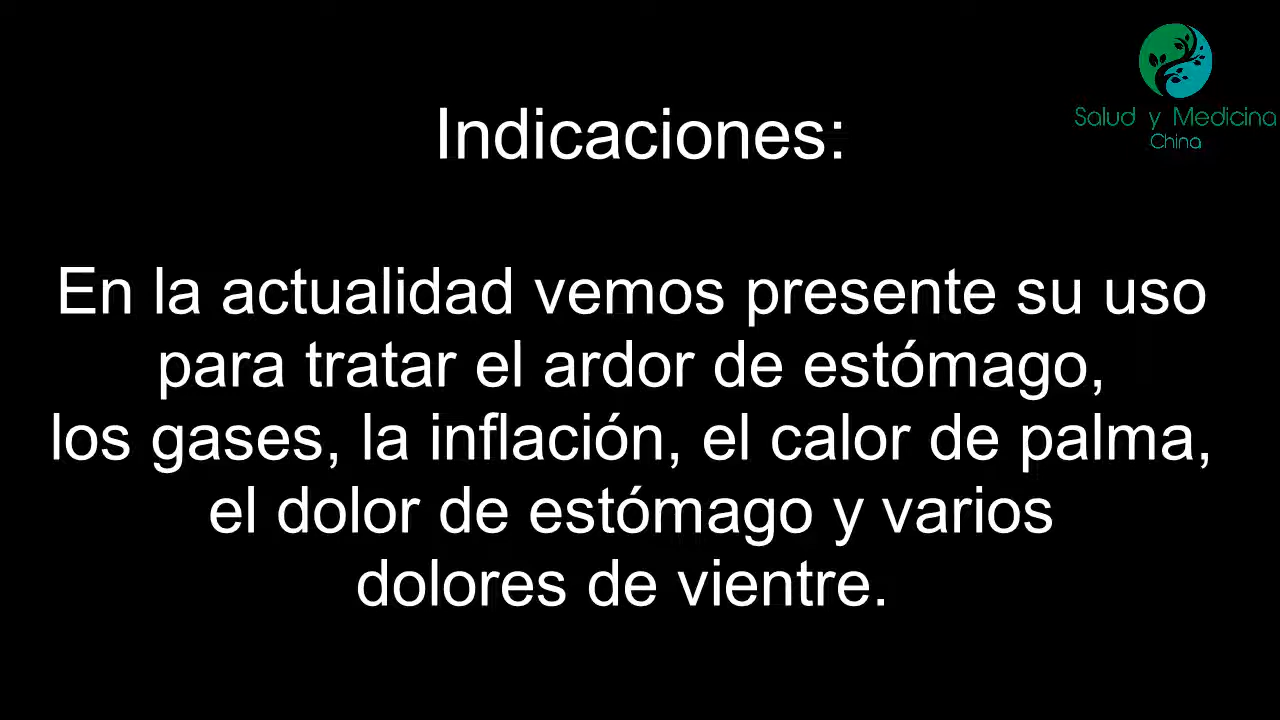 Salud y Medicina
China
Indicaciones:
En la actualidad vemos presente su uso
para tratar el ardor de estómago,
los gases, la inflación, el calor de palma,
el dolor de estómago y varios
dolores de vientre.